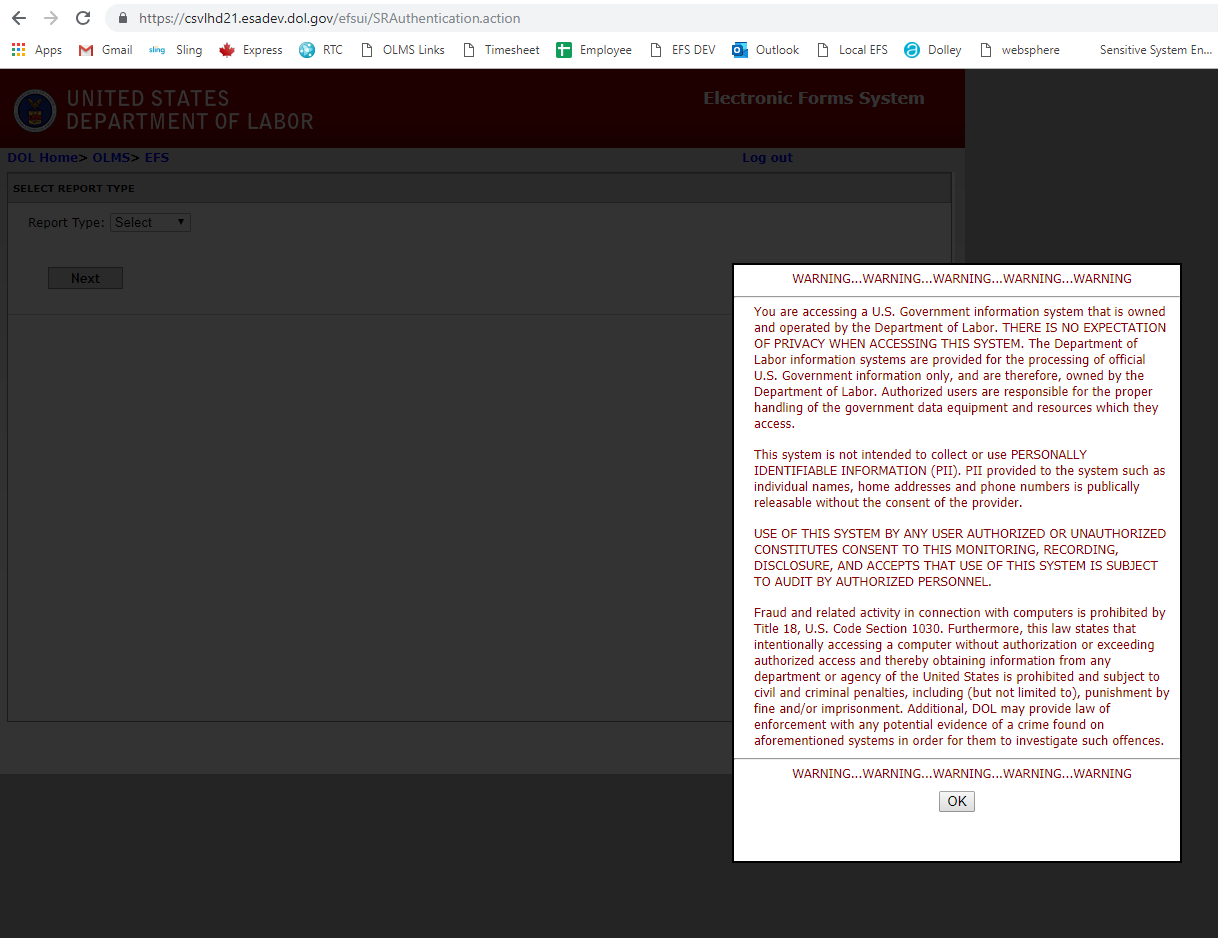 https://csvlhd21.esadev.dol.gov/efsui/SRAuthentication.action
Apps Gmail sling Sling Express RTC OLMS Links Timesheet Employee EFS DEV Outlook Local EFS Dolley websphere Sensitive System En...
UNITED STATES
DEPARTMENT OF LABOR
Electronic Forms System
DOL Home> OLMS> EFS
Log out
SELECT REPORT TYPE
Report Type: Select
Next
WARNING...WARNING...WARNING...WARNING...WARNING
You are accessing a U.S. Government information system that is owned
and operated by the Department of Labor. THERE IS NO EXPECTATION
OF PRIVACY WHEN ACCESSING THIS SYSTEM. The Department of
Labor information systems are provided for the processing of official
U.S. Government information only, and are therefore, owned by the
Department of Labor. Authorized users are responsible for the proper
handling of the government data equipment and resources which they
access.
This system is not intended to collect or use PERSONALLY
IDENTIFIABLE INFORMATION (PII). PII provided to the system such as
individual names, home addresses and phone numbers is publically
releasable without the consent of the provider.
USE OF THIS SYSTEM BY ANY USER AUTHORIZED OR UNAUTHORIZED
CONSTITUTES CONSENT TO THIS MONITORING, RECORDING,
DISCLOSURE, AND ACCEPTS THAT USE OF THIS SYSTEM IS SUBJECT
TO AUDIT BY AUTHORIZED PERSONNEL.
Fraud and related activity in connection with computers is prohibited by
Title 18, U.S. Code Section 1030. Furthermore, this law states that
intentionally accessing a computer without authorization or exceeding
authorized access and thereby obtaining information from any
department or agency of the United States is prohibited and subject to
civil and criminal penalties, including (but not limited to), punishment by
fine and/or imprisonment. Additional, DOL may provide law of
enforcement with any potential evidence of a crime found on
aforementioned systems in order for them to investigate such offences.
WARNING...WARNING...WARNING...WARNING...WARNING
OK